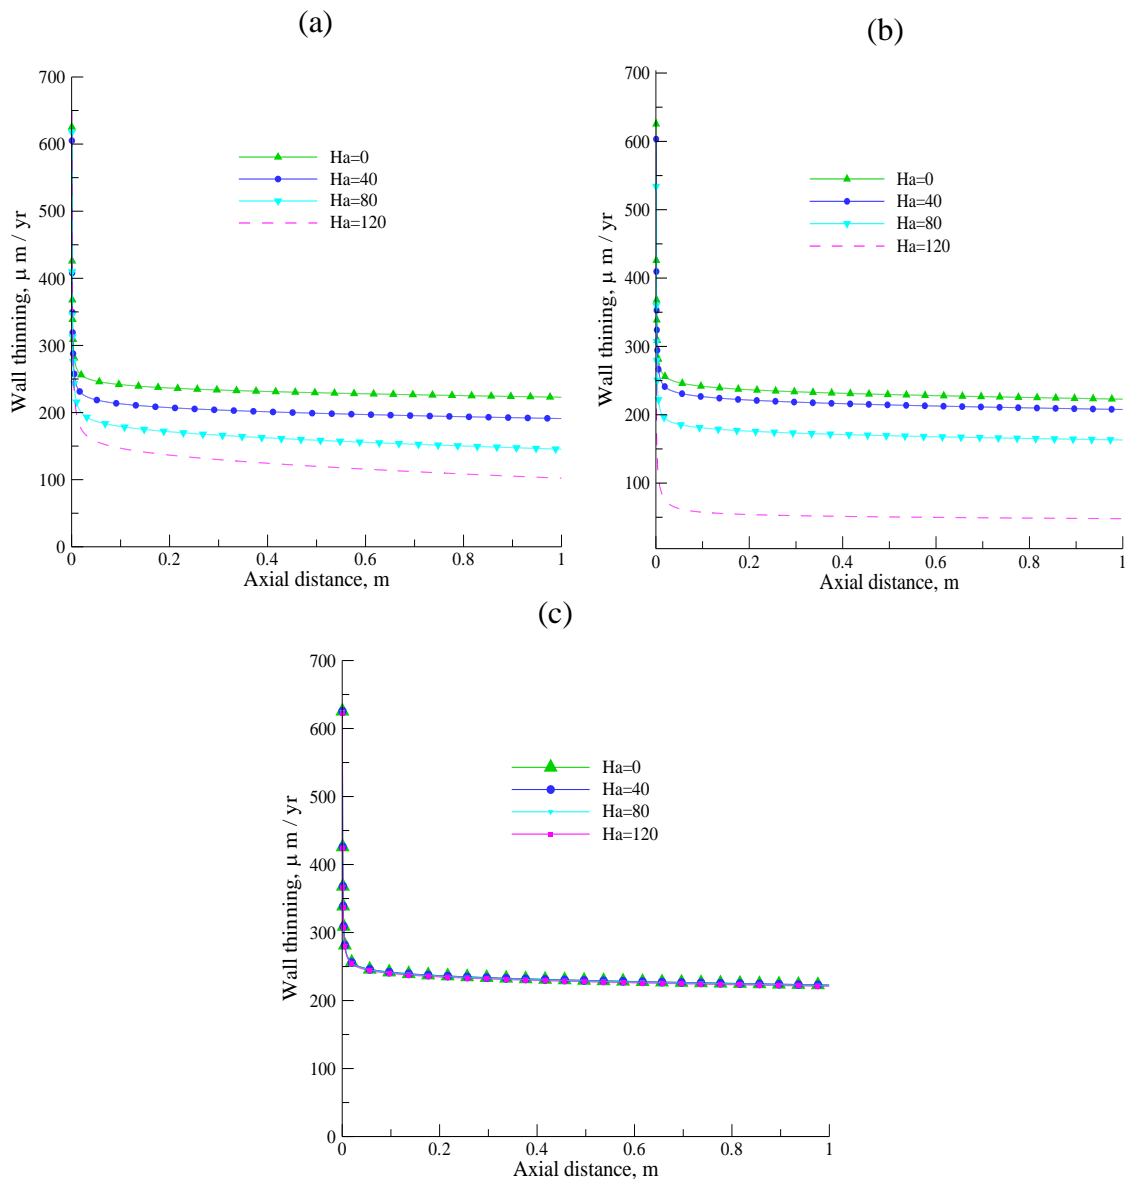 (a)
700
600
500
400
300
200
100
0
Wall thinning, μ m / yr
Ha=0
Ha=40
Ha=80
Ha=120
0
0.2
0.4
0.6
0.8
1
Axial distance, m
(b)
700
600
500
400
300
200
100
Wall thining, μ m / yr
Ha=0
Ha=40
Ha=80
Ha=120
0
0.2
0.4
0.6
0.8
1
Axial distance, m
(c)
700
600
500
400
300
200
100
0
Wall thinning, μ m / yr
Ha=0
Ha=40
Ha=80
Ha=120
0
0.2
0.4
0.6
0.8
1
Axial distance, m